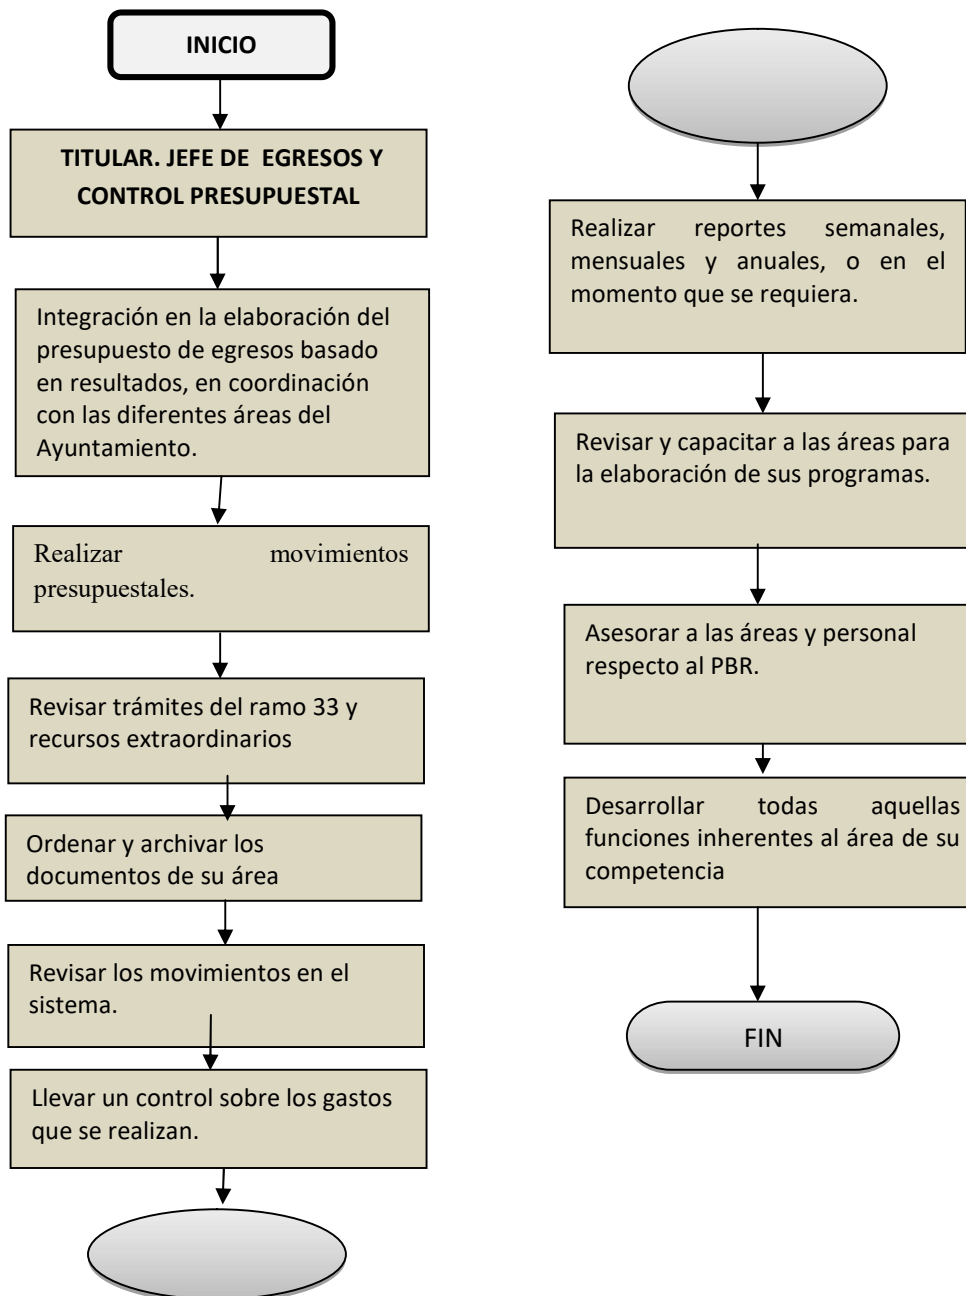 INICIO
TITULAR. JEFE DE EGRESOS Y
CONTROL PRESUPUESTAL
Integración en la elaboración del
presupuesto de egresos basado
en resultados, en coordinación
con las diferentes áreas del
Ayuntamiento.
Realizar movimientos
presupuestales.
Revisar trámites del ramo 33 y
recursos extraordinarios
Ordenar y archivar los
documentos de su área
Revisar los movimientos en el
sistema.
Llevar un control sobre los gastos
que se realizan.
Realizar reportes semanales,
mensuales y anuales, o en el
momento que se requiera.
Revisar y capacitar a las áreas para
la elaboración de sus programas.
Asesorar a las áreas y personal
respecto al PBR.
Desarrollar todas aquellas
funciones inherentes al área de su
competencia
FIN